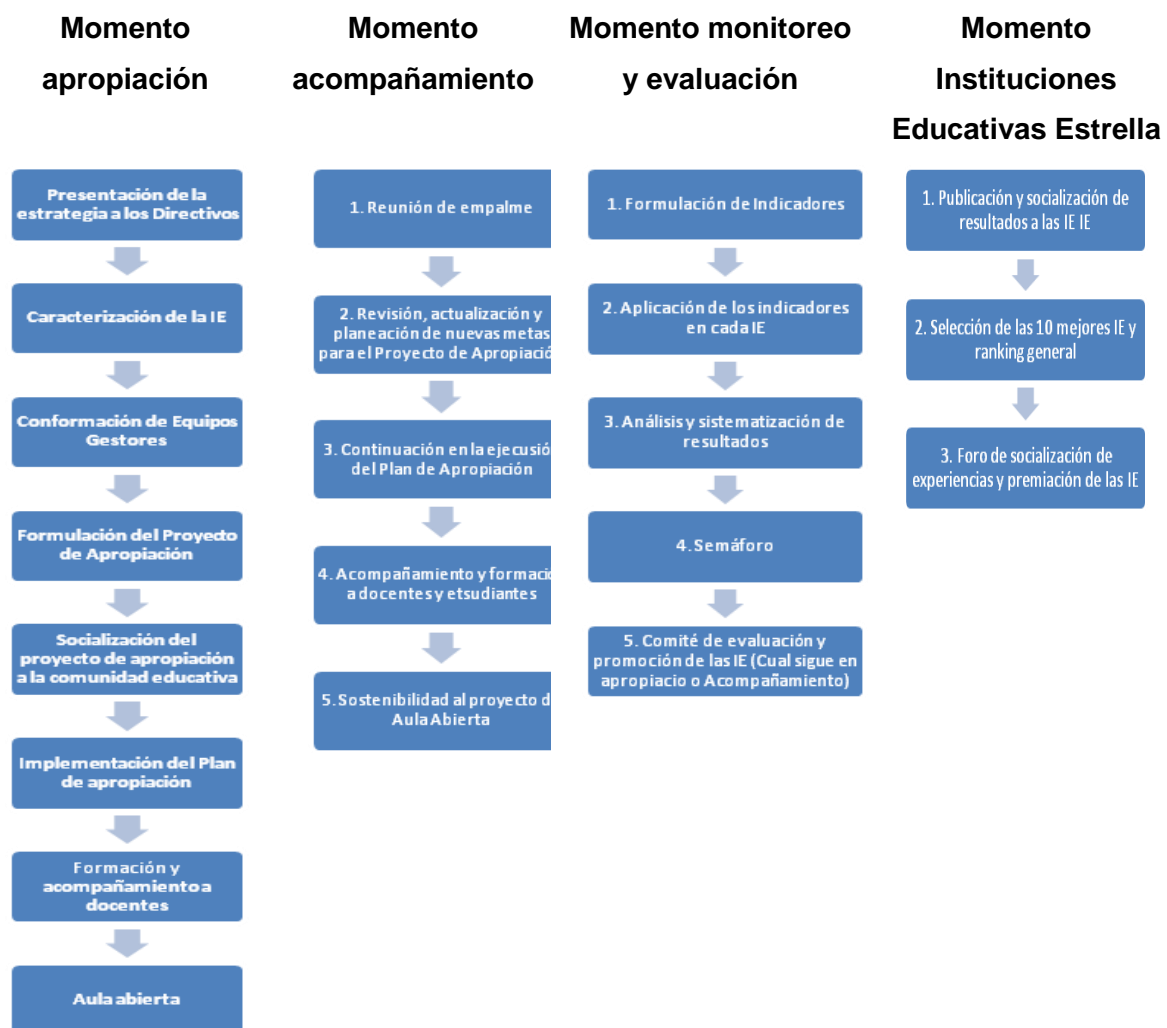 Momento
apropiación
Presentación de la
estrategia a los Directivos
Caracterización de la IE
Conformación de Equipos
Gestores
Formulación del Proyecto
de Apropiación
Socialización del
proyecto de apropiación
a la comunidad educativa
Implementación del Plan
de apropiación
Formación y
acompañamiento a
docentes
Aula abierta
Momento
acompañamiento
1. Reunión de empalme
2. Revisión, actualización y
planeación de nuevas metas
para el Proyecto de Apropiación
3. Continuación en la ejecusió
del Plan de Apropiación
4. Acompañamiento y formació
a docentes y etsudiantes
5. Sostenibilidad al proyecto d
Aula Abierta
Momento monitoreo
y evaluación
1. Formulación de Indicadores
2. Aplicación de los indicadores
en cada IE
3. Análisis y sistematización de
resultados
4. Semáforo
5. Comité de evaluación y
promoción de las IE (Cual sigue en
apropiacio o Acompañamiento)
Momento
Instituciones
Educativas Estrella
1. Publicación y socialización de
resultados a las IE IE
2. Selección de las 10 mejores IE y
ranking general
3. Foro de socialización de
experiencias y premiación de las IE